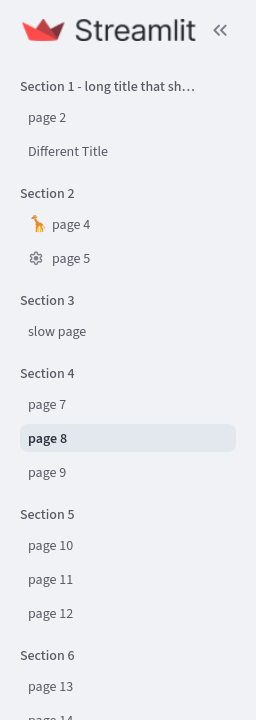 Streamlit
Section 1 - long title that sh…
page 2
Different Title
Section 2
page 4
page 5
Section 3
slow page
Section 4
page 7
page 8
page 9
Section 5
page 10
page 11
page 12
Section 6
page 13
page 14